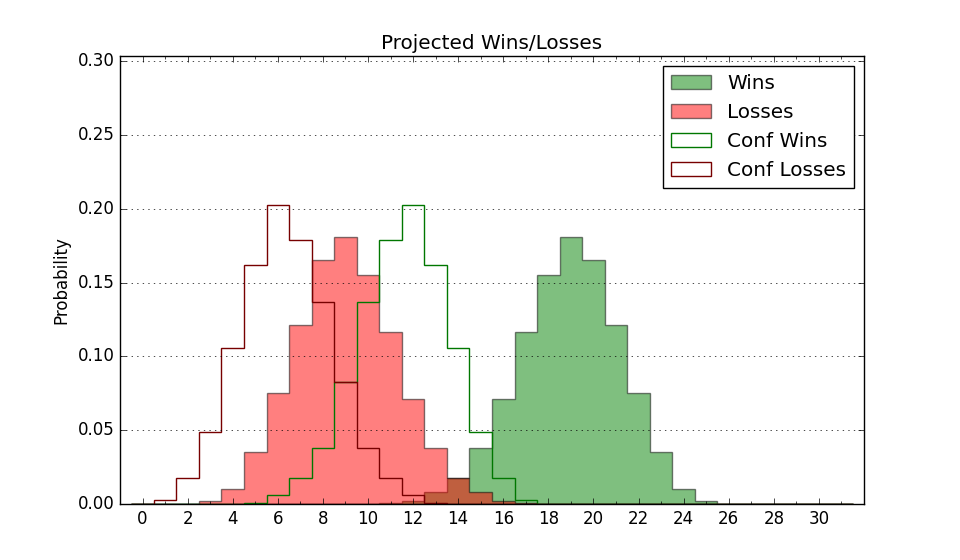 Projected Wins/Losses
0.30
0.25
0.20
0.15
0.10
0.05
0.00
Probability
Wins
Losses
Conf Wins
Conf Losses
0 2 4 6 8 10 12 14 16 18 20 22 24 26 28 30